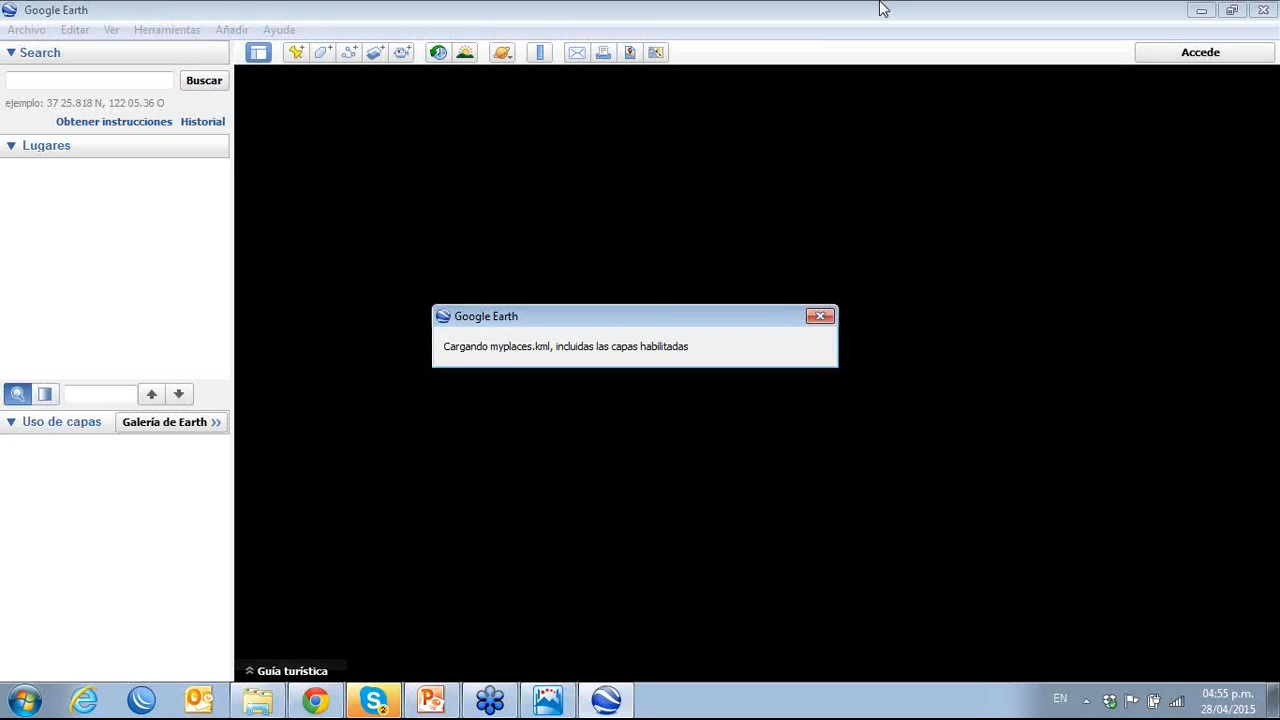 Google Earth
Archivo Editar Ver Herramientas Añadir Ayuda
Search
Accede
Buscar
ejemplo: 37 25.818 N, 122 05.36 O
Obtener instrucciones Historial
Lugares
Google Earth
Cargando myplaces.kml, incluidas las capas habilitadas
Uso de capas Galería de Earth >>
Guía turística
2
EN
04:55 p.m.
28/04/2015